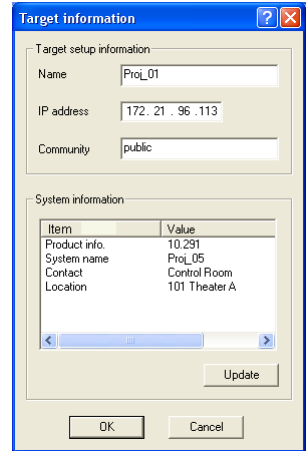 Target information
Target setup information
Name Proj_01
IP address 172. 21 . 96 .113
Community public
System information
Item Value
Product info. 10.291
System name Proj_05
Contact Control Room
Location 101 Theater A
Update
OK Cancel